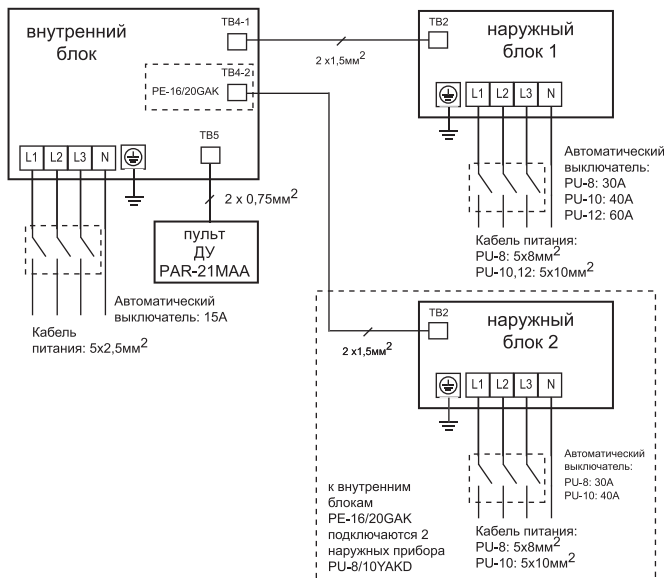 внутренний
блок
TB4-1
TB4-2
PE-16/20GAK
TB5
L1 L2 L3 N
2 x 0,75мм2
пульт
ДУ
PAR-21MAA
Автоматический
выключатель: 15А
Кабель
питания: 5x2,5мм2
2 x1,5мм2
TB2
наружный
блок 1
L1 L2 L3 N
Автоматический
выключатель:
PU-8: 30A
PU-10: 40A
PU-12: 60A
Кабель питания:
PU-8: 5x8мм2
PU-10,12: 5x10мм2
2 x1,5мм2
TB2
наружный
блок 2
L1 L2 L3 N
Автоматический
выключатель:
PU-8: 30A
PU-10: 40A
Кабель питания:
PU-8: 5x8мм2
PU-10: 5x10мм2
к внутренним
блокам
PE-16/20GAK
подключаются 2
наружных прибора
PU-8/10YAKD